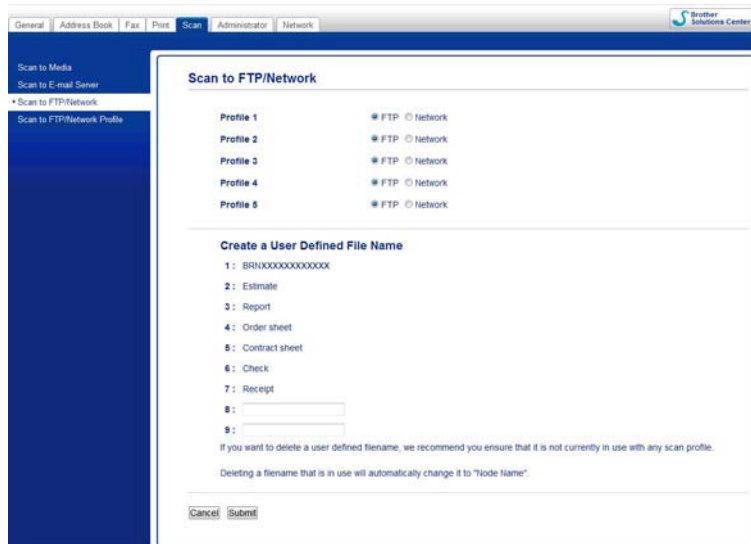 General Address Book Fax Print Scan Administrator Network
Brother
Solutions Center
Scan to Media
Scan to E-mail Server
Scan to FTP/Network
Scan to FTP/Network Profile
Scan to FTP/Network
Profile 1 FTP Network
Profile 2 FTP Network
Profile 3 FTP Network
Profile 4 FTP Network
Profile 5 FTP Network
Create a User Defined File Name
1 : BRNXXXXXXXXXXXX
2 : Estimate
3 : Report
4 : Order sheet
5 : Contract sheet
6 : Check
7 : Receipt
8 :
9 :
If you want to delete a user defined filename, we recommend you ensure that it is not currently in use with any scan profile.
Deleting a filename that is in use will automatically change it to "Node Name".
Cancel Submit